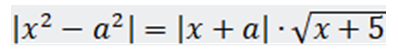 |x² − a²| = |x + a| ⋅ √(x + 5)